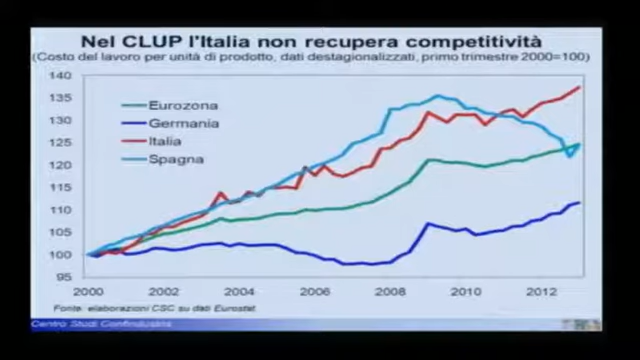 Nel CLUP l'Italia non recupera competitività
(Costo del lavoro per unità di prodotto, dati destagionalizzati, primo trimestre 2000=100)
140
135
130
125
120
115
110
105
100
95
Eurozona
Germania
Italia
Spagna
2000 2002 2004 2006 2008 2010 2012
Fonte: elaborazioni CSC su dati Eurostat.
Centro Studi Confindustria